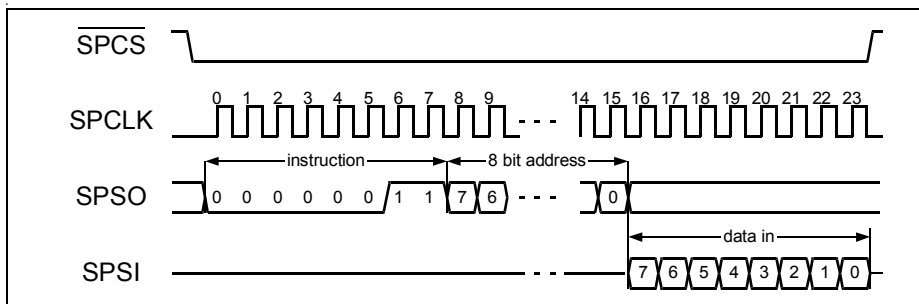 SPCS
0 1 2 3 4 5 6 7 8 9 14 15 16 17 18 19 20 21 22 23
SPCLK
instruction 8 bit address
SPSO 0 0 0 0 0 0 1 1 7 6 0
data in
SPSI 7 6 5 4 3 2 1 0